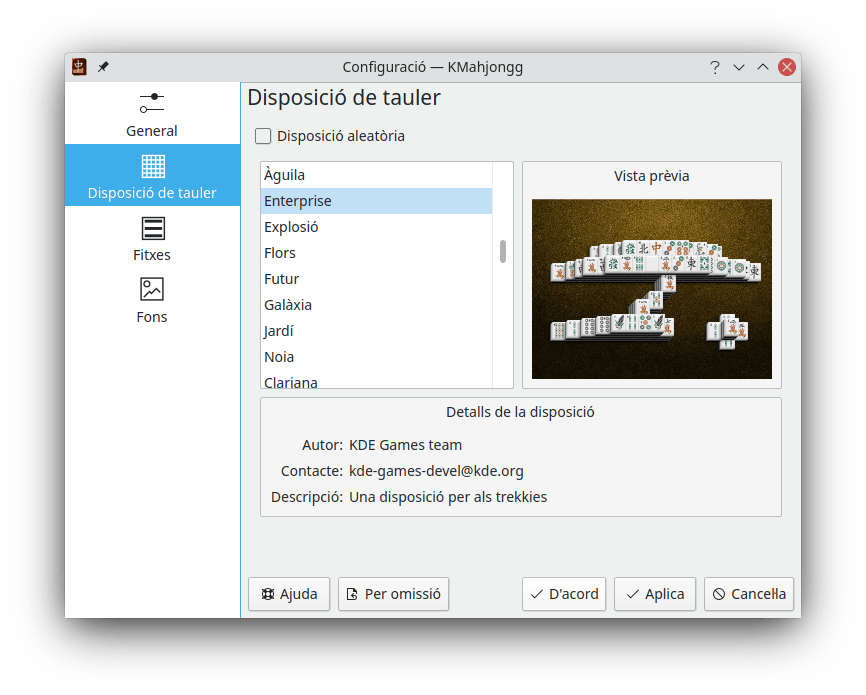 Configuració — KMahjongg
General
Disposició de tauler
Fitxes
Fons
Disposició de tauler
Disposició aleatòria
Àguila
Enterprise
Explosió
Flors
Futur
Galàxia
Jardí
Noia
Clariana
Vista prèvia
Detalls de la disposició
Autor: KDE Games team
Contacte: kde-games-devel@kde.org
Descripció: Una disposició per als trekkies
Ajuda
Per omissió
D'acord
Aplica
Cancel·la